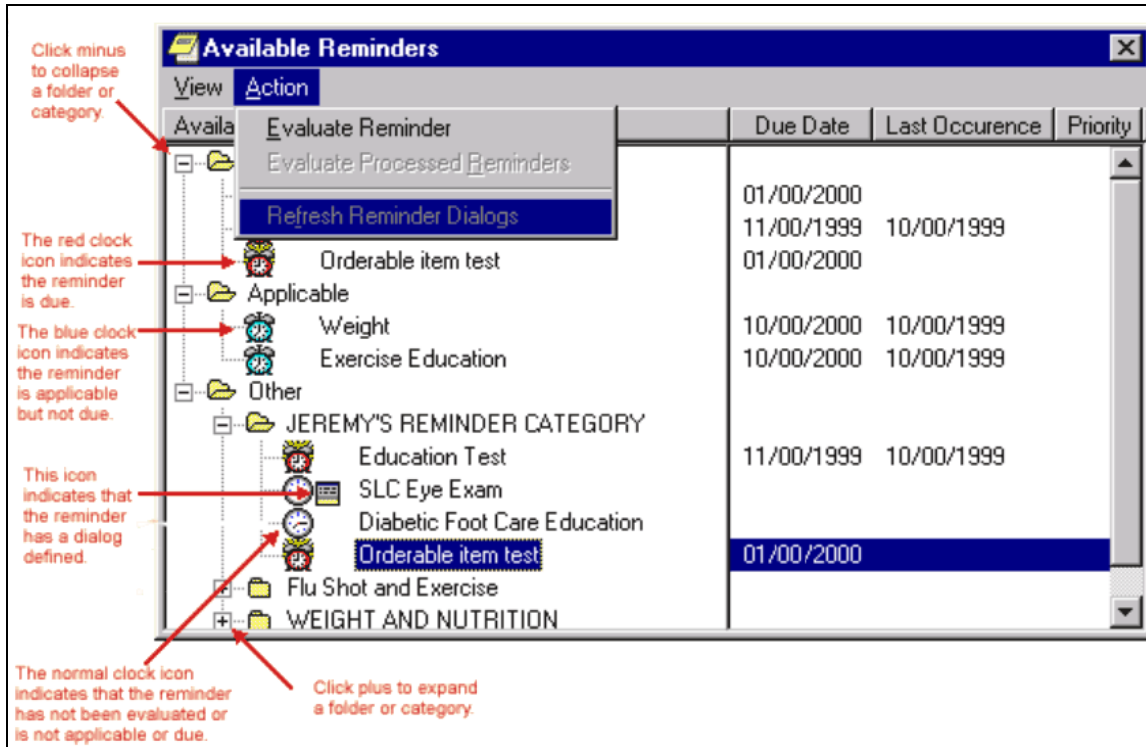 Click minus
to collapse
a folder or
category.
Available Reminders
View Action
Availa
Due Date Last Occurence Priority
Evaluate Reminder
Evaluate Processed Reminders
Refresh Reminder Dialogs
01/00/2000
11/00/1999 10/00/1999
The red clock
icon indicates
the reminder
is due.
Orderable item test 01/00/2000
Applicable
The blue clock
icon indicates
the reminder
is applicable
but not due.
Weight 10/00/2000 10/00/1999
Exercise Education 10/00/2000 10/00/1999
Other
JEREMY'S REMINDER CATEGORY
Education Test 11/00/1999 10/00/1999
This icon
indicates that
the reminder
has a dialog
defined.
SLC Eye Exam
Diabetic Foot Care Education
Orderable item test 01/00/2000
Flu Shot and Exercise
WEIGHT AND NUTRITION
The normal clock icon
indicates that the reminder
has not been evaluated or
is not applicable or due.
Click plus to expand
a folder or category.